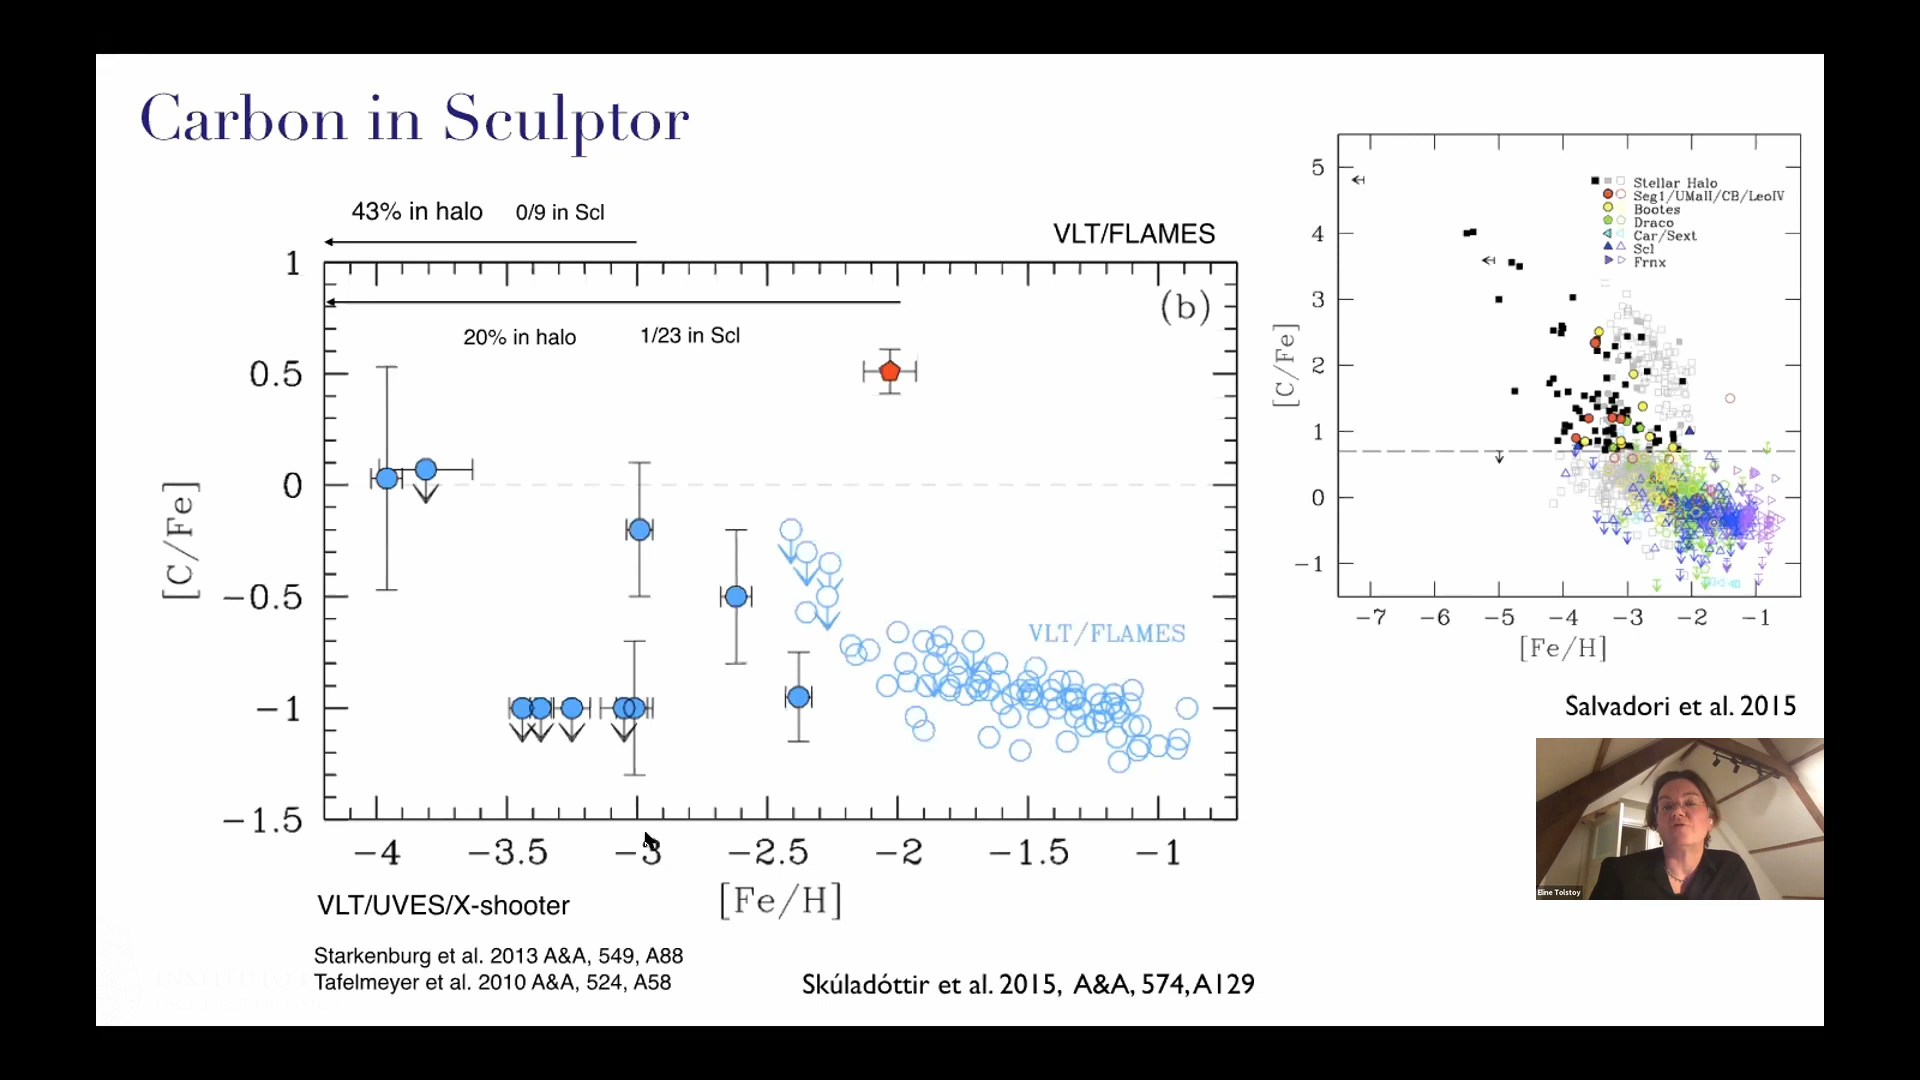 Carbon in Sculptor
43% in halo
0/9 in Scl
VLT/FLAMES
(b)
20% in halo
1/23 in Scl
VLT/FLAMES
1
0.5
0
−0.5
−1
−1.5
[C/Fe]
−4
−3.5
−3
−2.5
−2
−1.5
−1
[Fe/H]
VLT/UVES/X-shooter
Starkenburg et al. 2013 A&A, 549, A88
Tafelmeyer et al. 2010 A&A, 524, A58
Skúladóttir et al. 2015, A&A, 574, A129
5
4
3
2
1
0
−1
[C/Fe]
Stellar Halo
Seg1/UMaII/CB/LeoIV
Bootes
Draco
Car/Sext
Scl
Frnx
−7
−6
−5
−4
−3
−2
−1
[Fe/H]
Salvadori et al. 2015
Eline Tolstoy